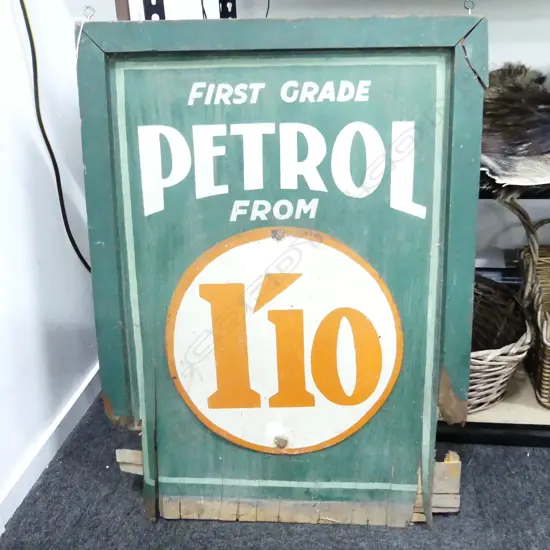 FIRST GRADE
PETROL
FROM
1'10